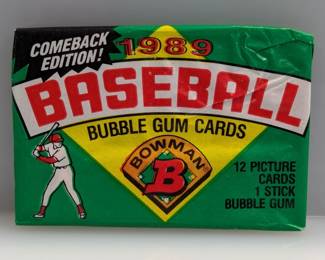 COMEBACK
EDITION!
1989
BASEBALL
BUBBLE GUM CARDS
BOWMAN
B
12 PICTURE
CARDS
1 STICK
BUBBLE GUM